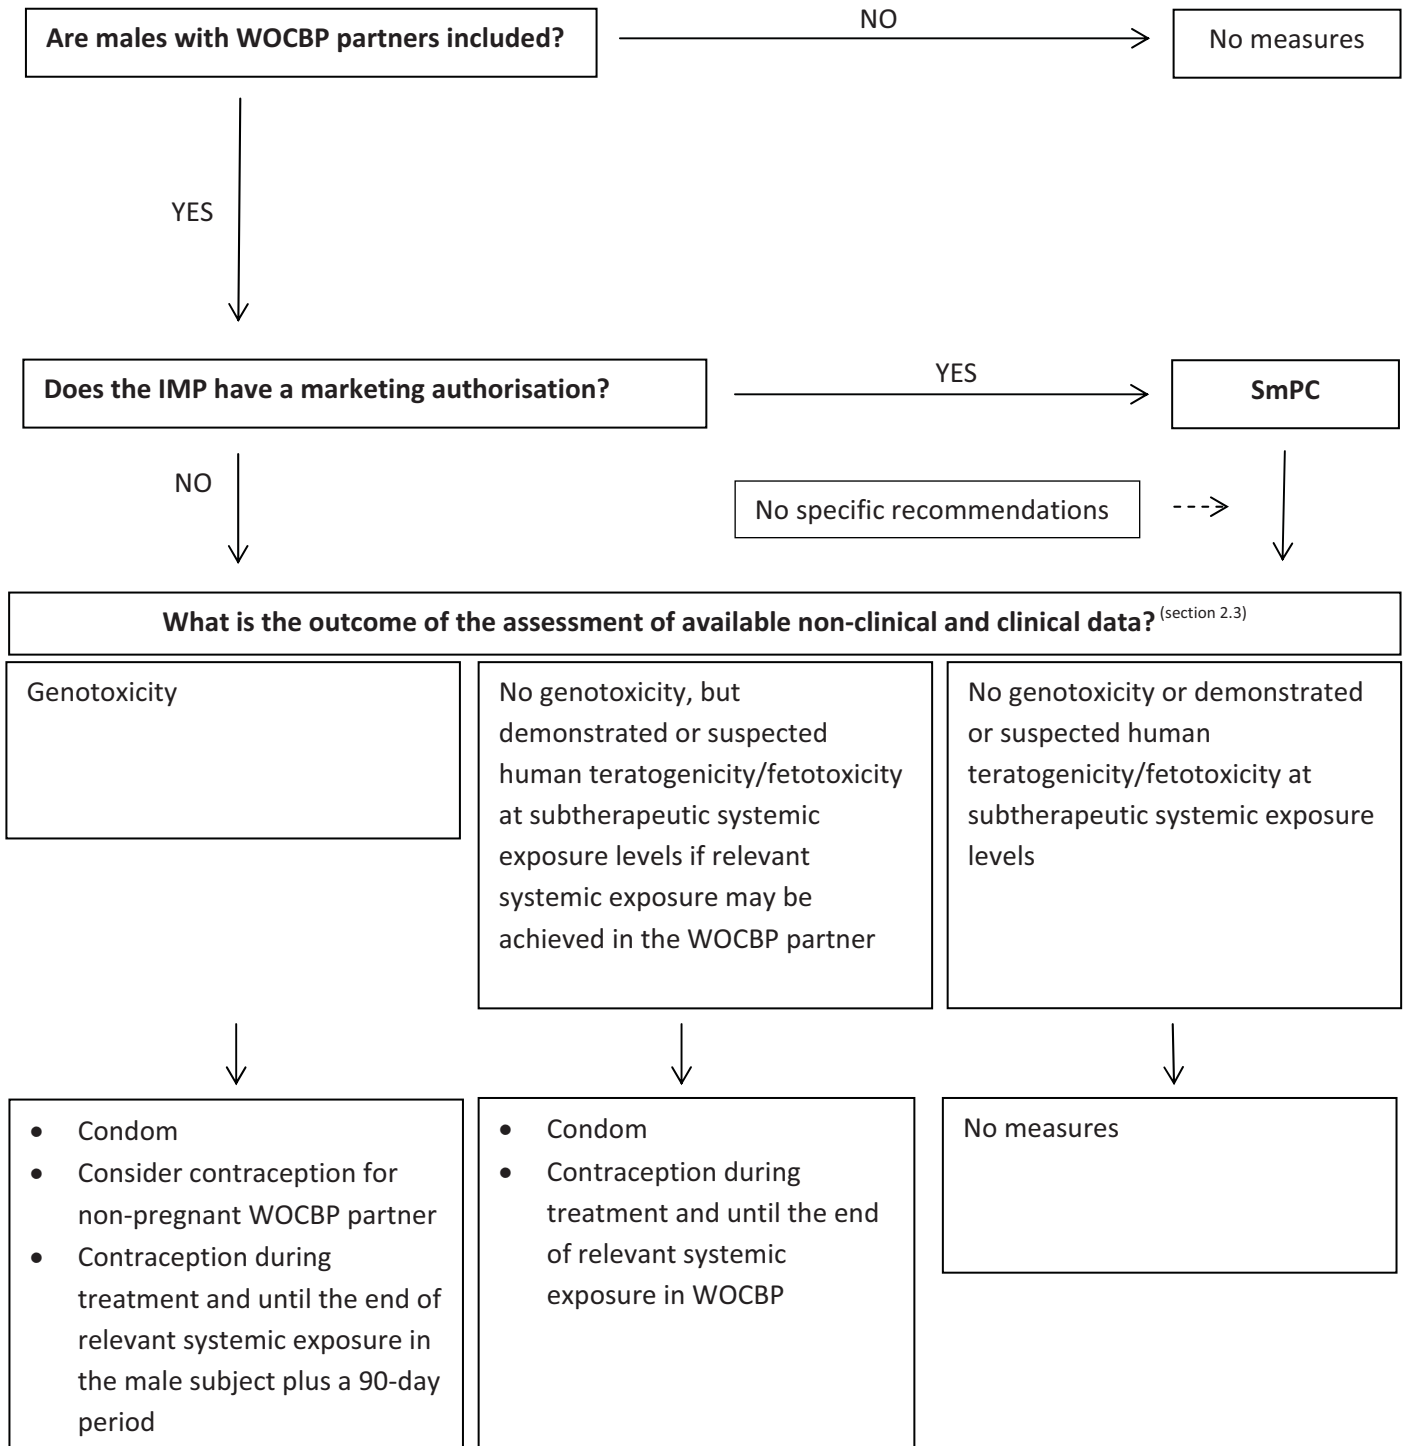 Are males with WOCBP partners included?
NO
No measures
YES
Does the IMP have a marketing authorisation?
YES
SmPC
NO
No specific recommendations
What is the outcome of the assessment of available non-clinical and clinical data? (section 2.3)
Genotoxicity
No genotoxicity, but
demonstrated or suspected
human teratogenicity/fetotoxicity
at subtherapeutic systemic
exposure levels if relevant
systemic exposure may be
achieved in the WOCBP partner
No genotoxicity or demonstrated
or suspected human
teratogenicity/fetotoxicity at
subtherapeutic systemic exposure
levels
• Condom
• Consider contraception for
non-pregnant WOCBP partner
• Contraception during
treatment and until the end of
relevant systemic exposure in
the male subject plus a 90-day
period
• Condom
• Contraception during
treatment and until the end
of relevant systemic
exposure in WOCBP
No measures